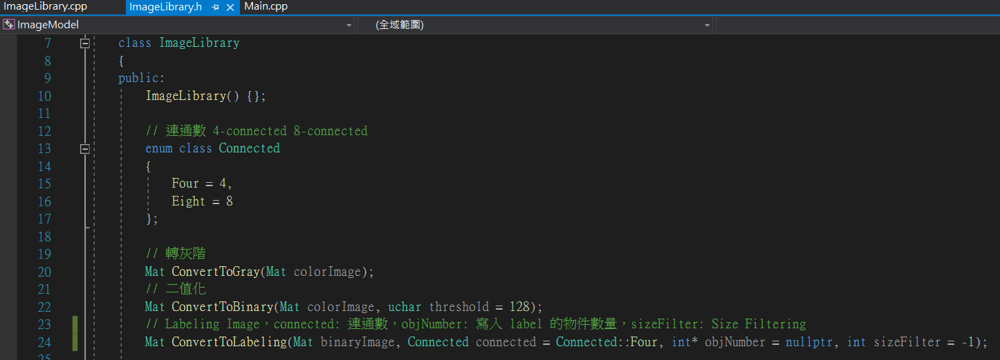 ImageLibrary.cpp ImageLibrary.h Main.cpp
ImageModel (全域範圍)
7 class ImageLibrary
8 {
9 public:
10 ImageLibrary() {};
11
12 // 連通數 4-connected 8-connected
13 enum class Connected
14 {
15 Four = 4,
16 Eight = 8
17 };
18
19 // 轉灰階
20 Mat ConvertToGray(Mat colorImage);
21 // 二值化
22 Mat ConvertToBinary(Mat colorImage, uchar threshold = 128);
23 // Labeling Image，connected: 連通數，objNumber: 寫入 label 的物件數量，sizeFilter: Size Filtering
24 Mat ConvertToLabeling(Mat binaryImage, Connected connected = Connected::Four, int* objNumber = nullptr, int sizeFilter = -1);
25